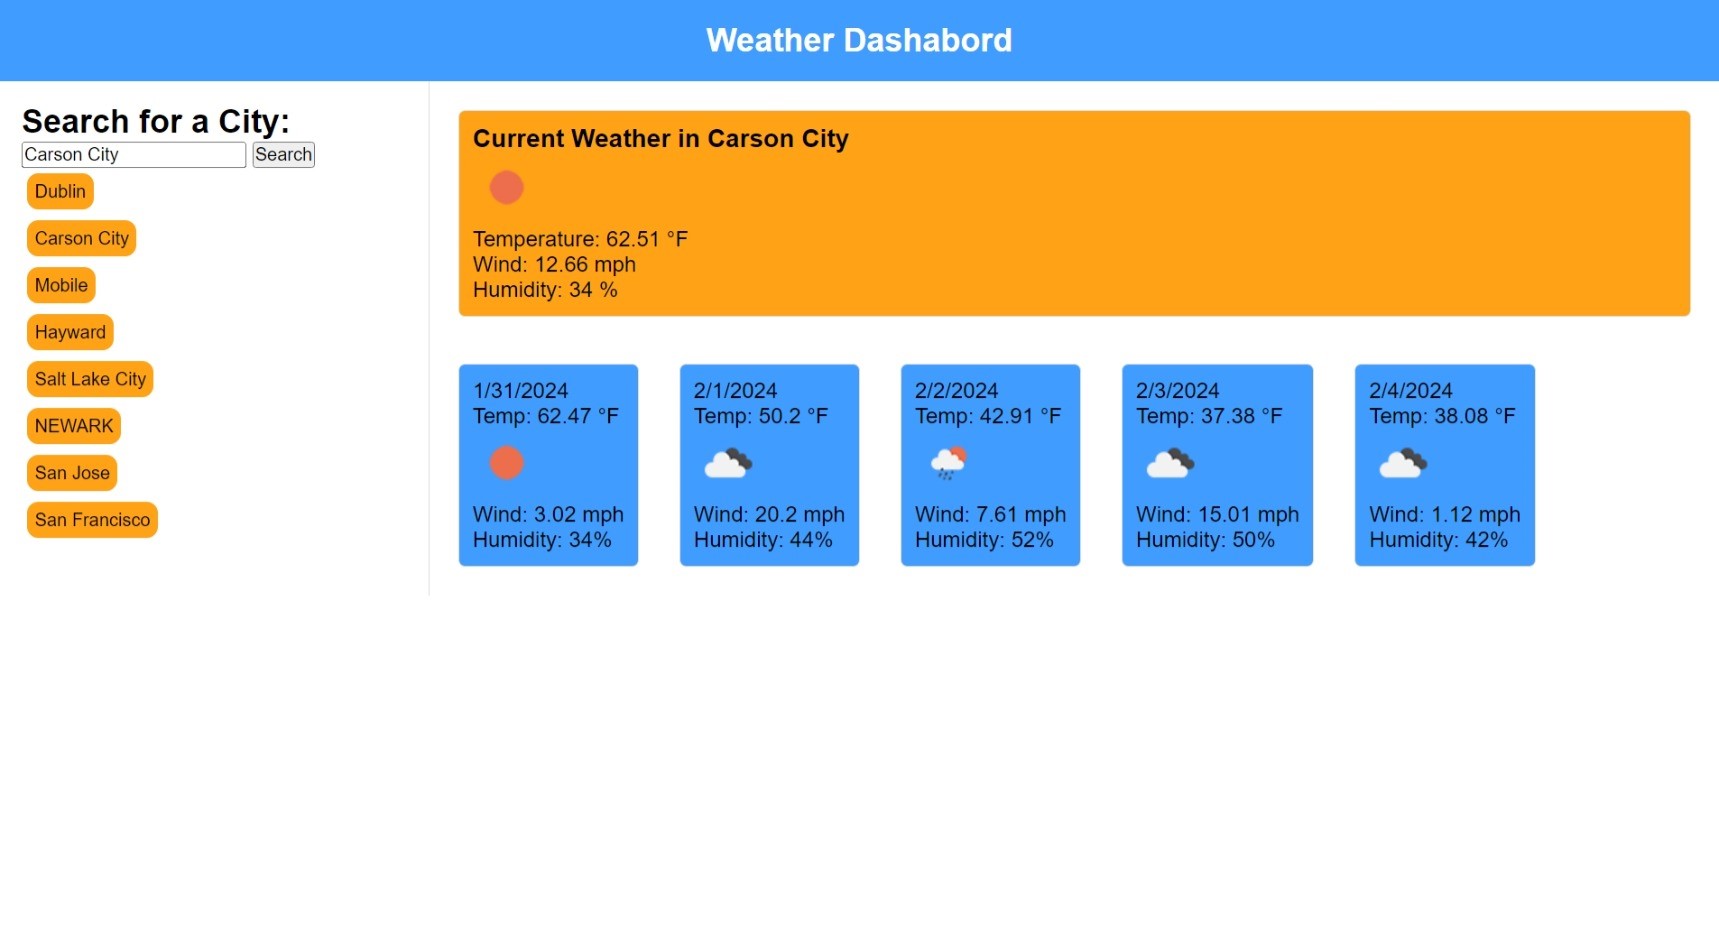 Weather Dashabord
Search for a City:
Carson City
Search
Dublin
Carson City
Mobile
Hayward
Salt Lake City
NEWARK
San Jose
San Francisco
Current Weather in Carson City
Temperature: 62.51 °F
Wind: 12.66 mph
Humidity: 34 %
1/31/2024
Temp: 62.47 °F
Wind: 3.02 mph
Humidity: 34%
2/1/2024
Temp: 50.2 °F
Wind: 20.2 mph
Humidity: 44%
2/2/2024
Temp: 42.91 °F
Wind: 7.61 mph
Humidity: 52%
2/3/2024
Temp: 37.38 °F
Wind: 15.01 mph
Humidity: 50%
2/4/2024
Temp: 38.08 °F
Wind: 1.12 mph
Humidity: 42%